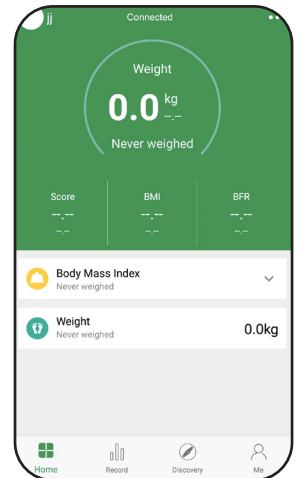 jj
Connected
Weight
0.0 kg
--.--
Never weighed
Score BMI BFR
--.-- --.-- --.--
--.-- --.-- --.--
Body Mass Index
Never weighed
Weight
Never weighed
0.0kg
Home Record Discovery Me